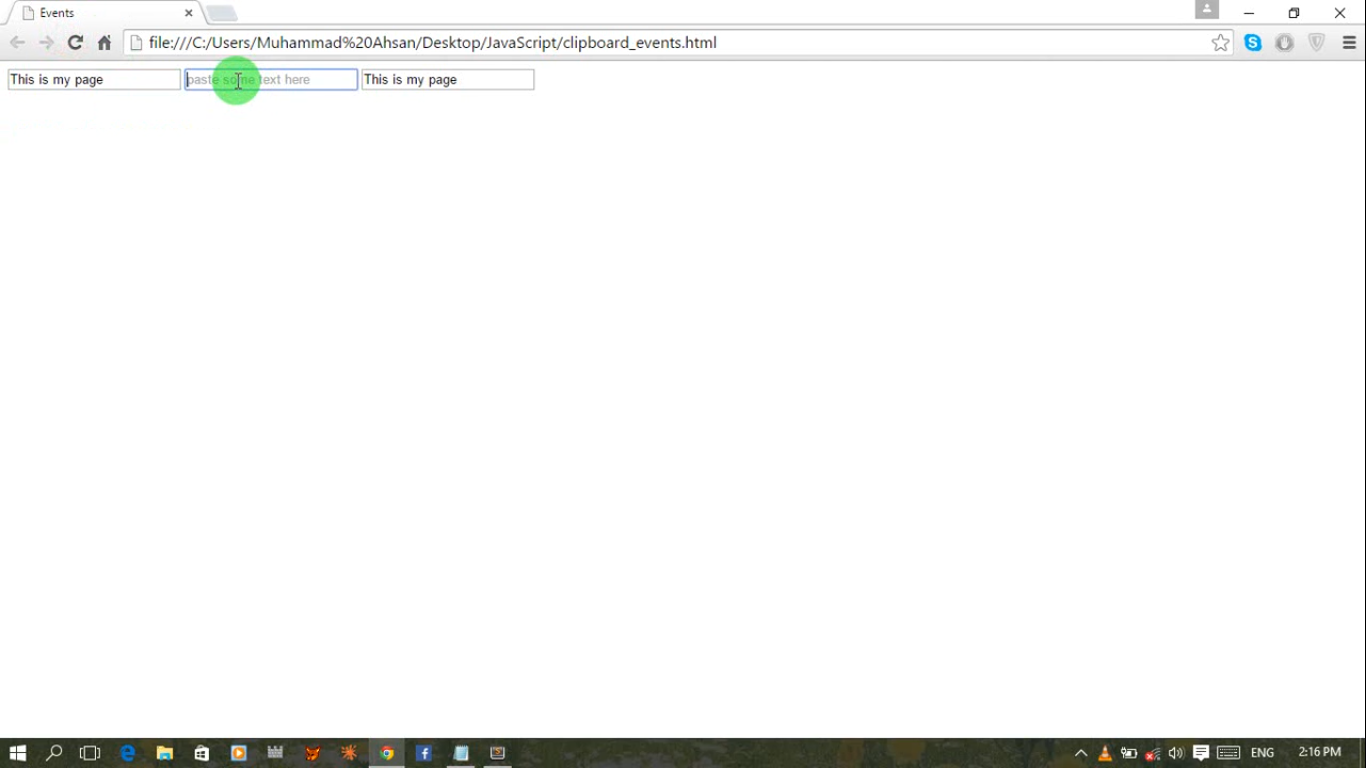 Events
file:///C:/Users/Muhammad%20Ahsan/Desktop/JavaScript/clipboard_events.html
This is my page paste some text here This is my page
ENG 2:16 PM